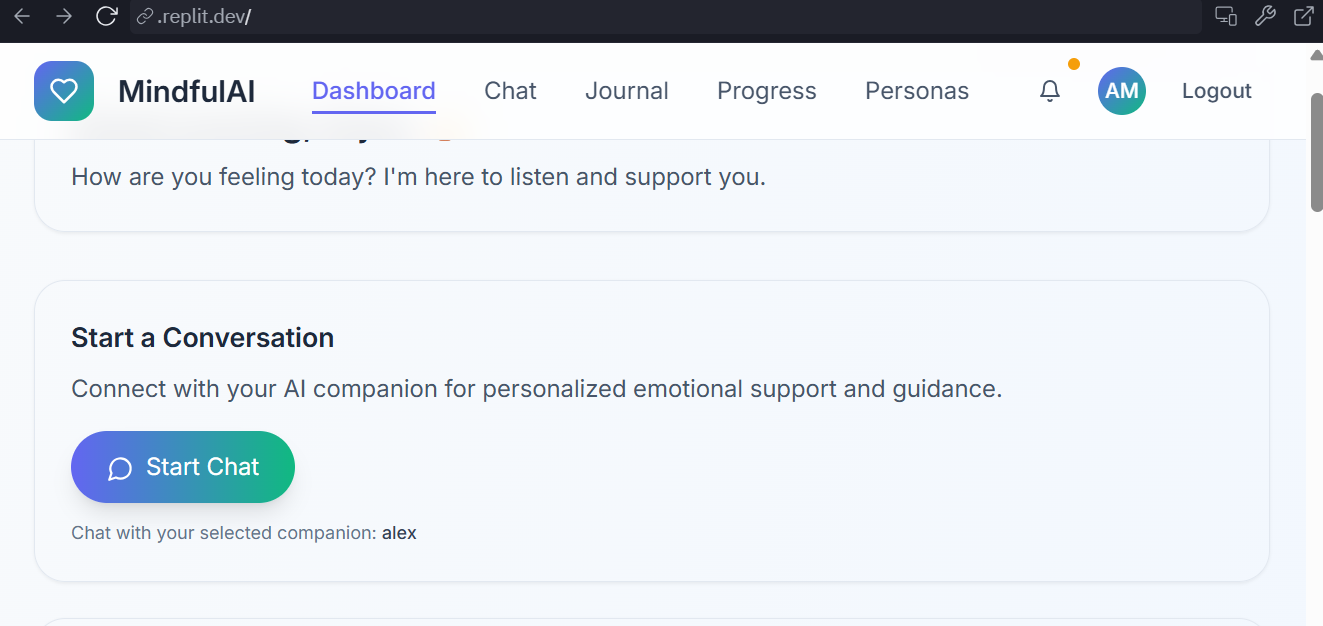 .replit.dev/
MindfulAI Dashboard Chat Journal Progress Personas AM Logout
How are you feeling today? I'm here to listen and support you.
Start a Conversation
Connect with your AI companion for personalized emotional support and guidance.
Start Chat
Chat with your selected companion: alex